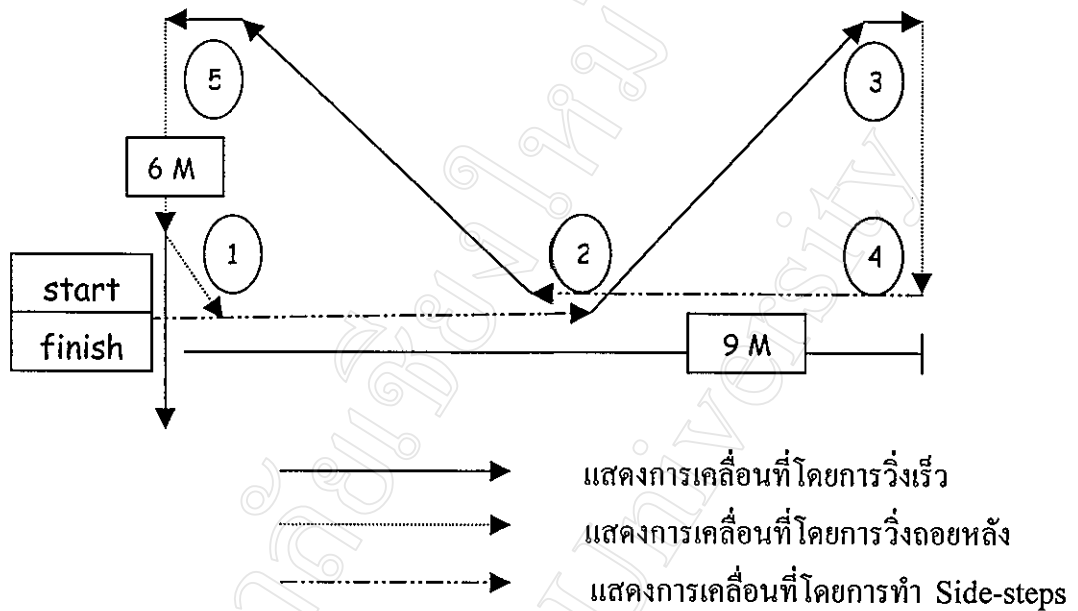 5
3
6 M
1
2
4
start
finish
9 M
แสดงการเคลื่อนที่โดยการวิ่งเร็ว
แสดงการเคลื่อนที่โดยการวิ่งถอยหลัง
แสดงการเคลื่อนที่โดยการทำ Side-steps
University
University